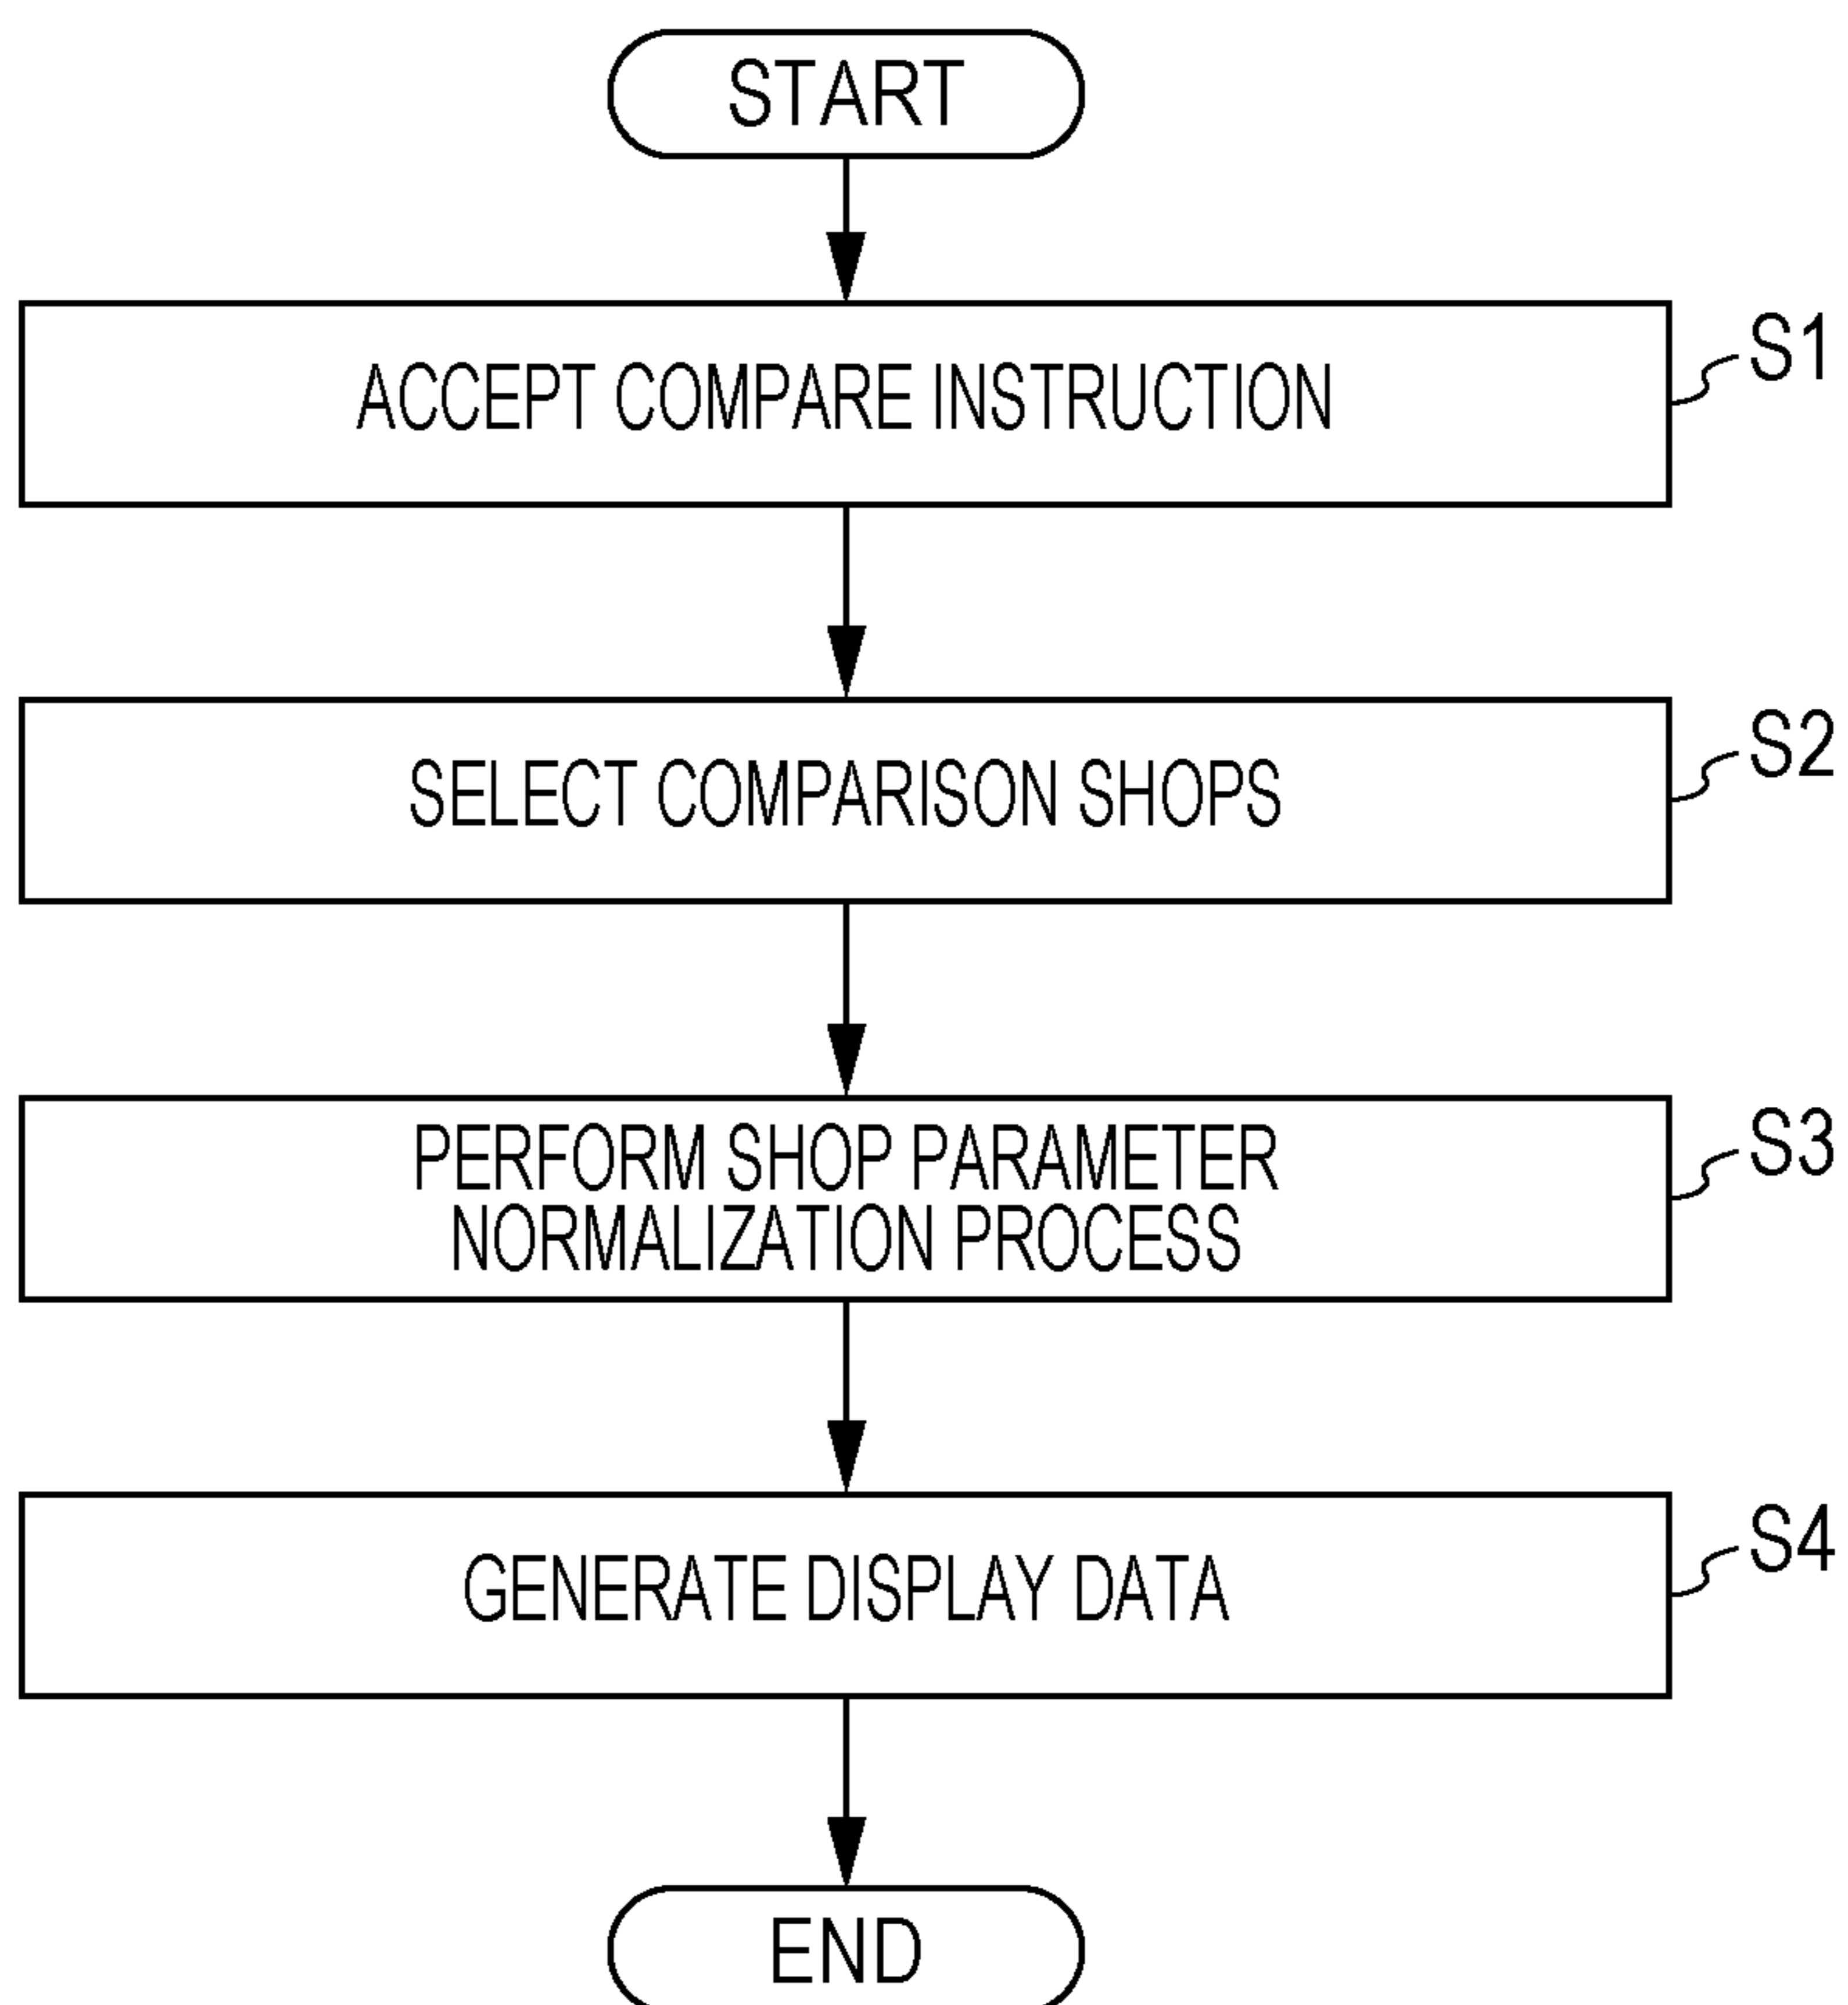 START
ACCEPT COMPARE INSTRUCTION
S1
SELECT COMPARISON SHOPS
S2
PERFORM SHOP PARAMETER
NORMALIZATION PROCESS
S3
GENERATE DISPLAY DATA
S4
END